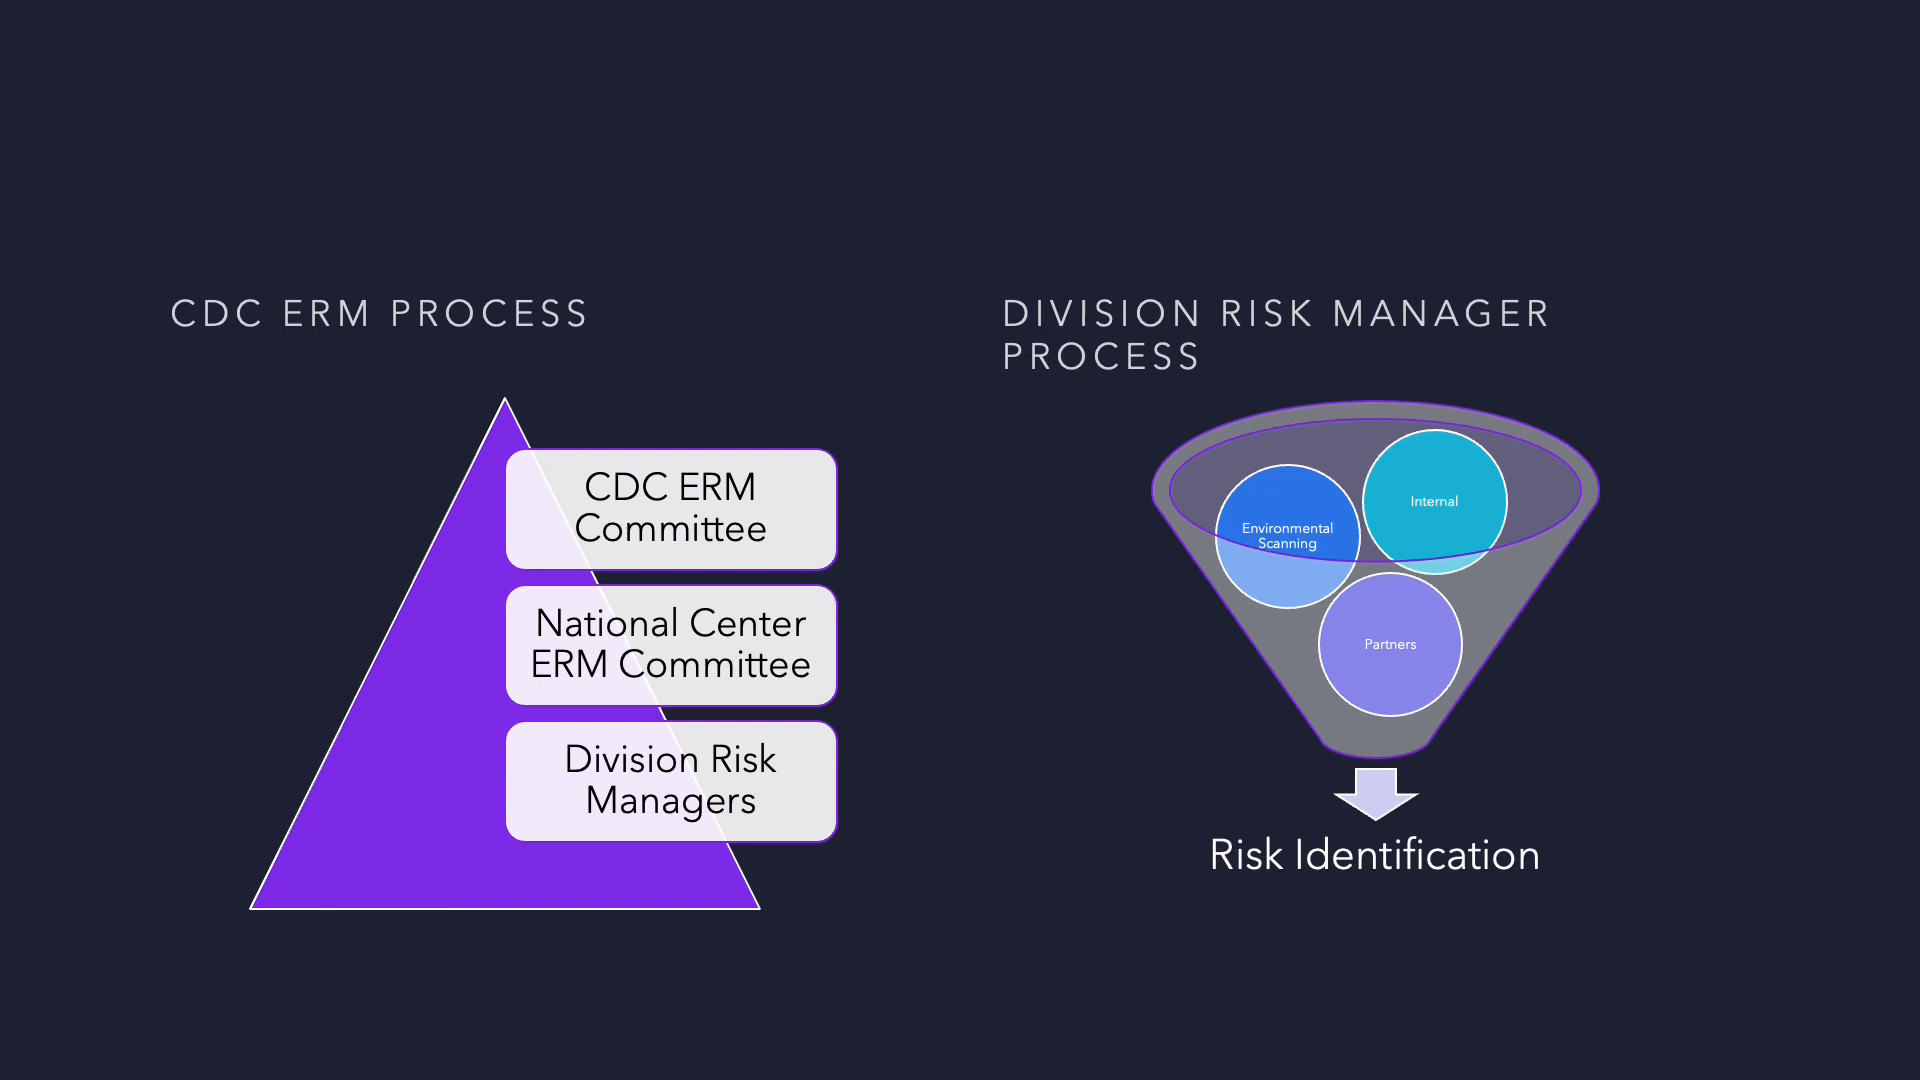 CDC ERM PROCESS
CDC ERM
Committee
National Center
ERM Committee
Division Risk
Managers
DIVISION RISK MANAGER
PROCESS
Internal
Environmental
Scanning
Partners
Risk Identification